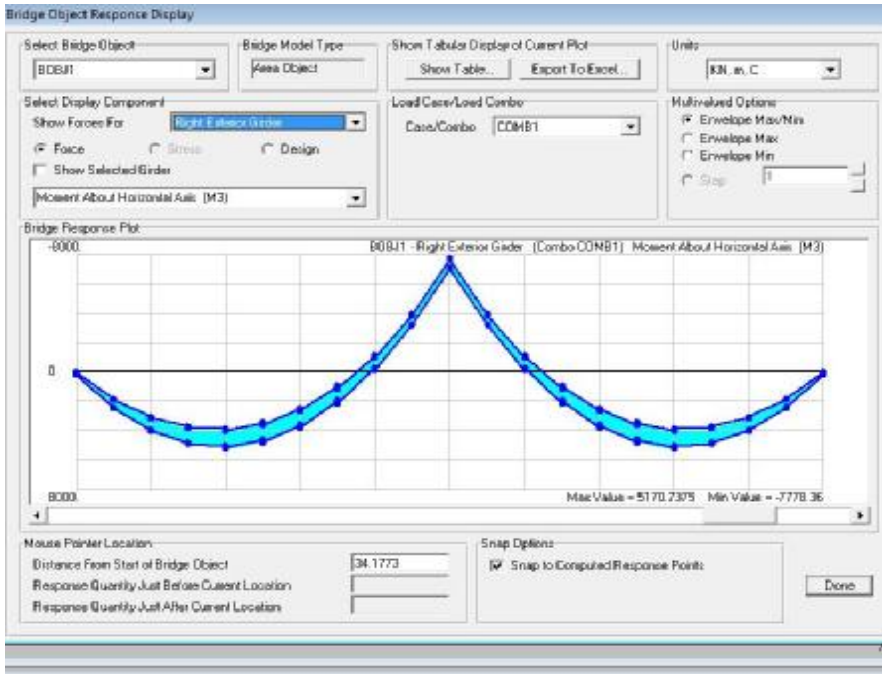 Bridge Object Response Display
Select Bridge Object
BOBJ1
Bridge Model Type
Area Object
Show Tabular Display of Current Plot
Show Table...
Export To Excel...
Units
KN, m, C
Select Display Component
Show Forces For
Right Exterior Girder
Force
Stress
Design
Show Selected Girder
Moment About Horizontal Axis (M3)
Load Case/Load Combo
Case/Combo
COMB1
Multivalued Options
Envelope Max/Min
Envelope Max
Envelope Min
Step
1
Bridge Response Plot
-8000.
BOBJ1 - Right Exterior Girder (Combo COMB1) Moment About Horizontal Axis (M3)
0
8000.
Max Value = 5170.7375 Min Value = -7778.36
Mouse Pointer Location
Distance From Start of Bridge Object
34.1773
Response Quantity Just Before Current Location
Response Quantity Just After Current Location
Snap Options
Snap to Computed Response Points
Done